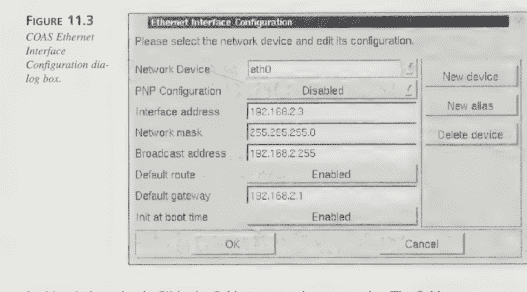 FIGURE 11.3
COAS Ethernet
Interface
Configuration dia-
log box.
Ethernet Interface Configuration
Please select the network device and edit its configuration.
Network Device eth0
PNP Configuration Disabled
Interface address 192.168.2.3
Network mask 255.255.255.0
Broadcast address 192.168.2.255
Default route Enabled
Default gateway 192.168.2.1
Init at boot time Enabled
New device
New alias
Delete device
OK Cancel